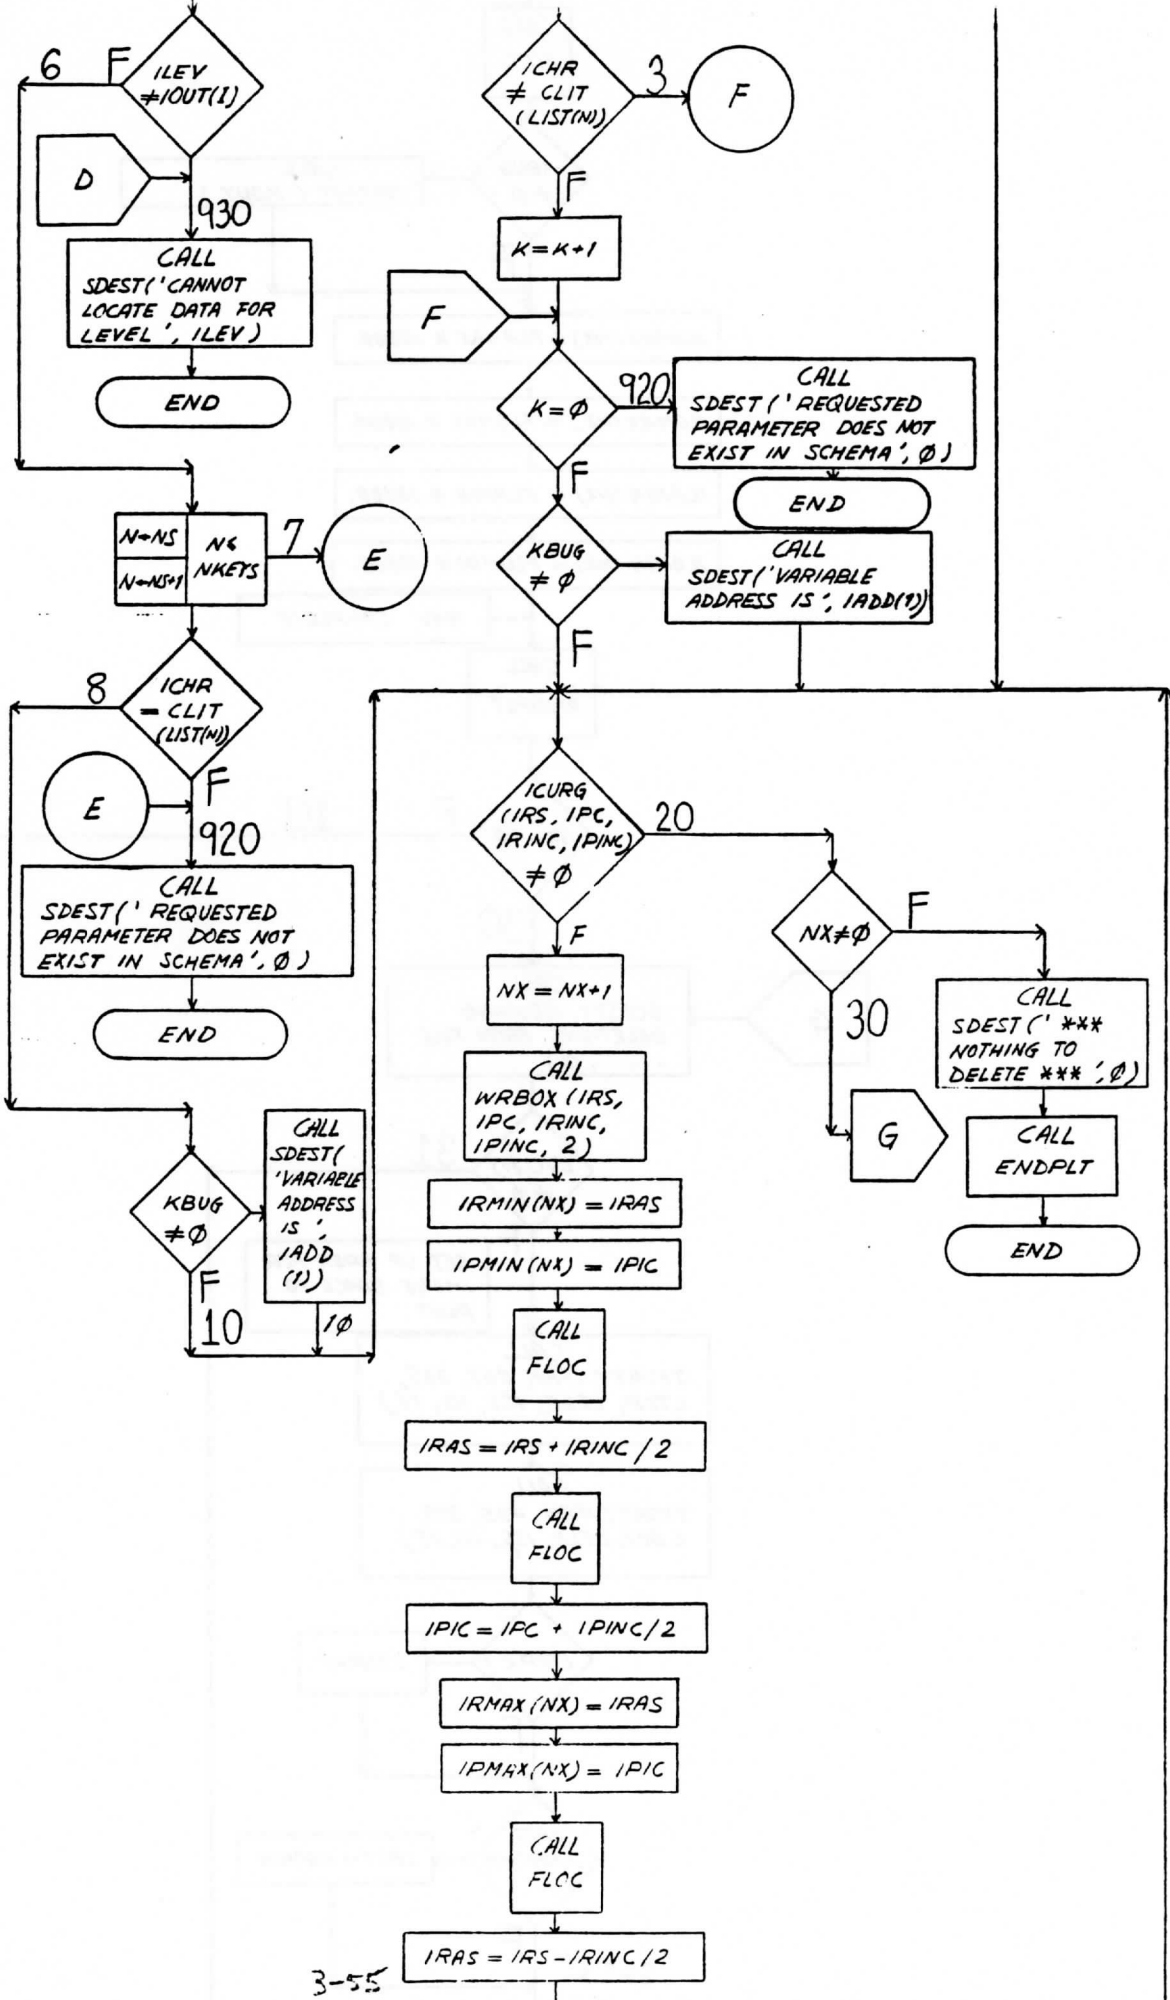 6
F
ILEV
≠IOUT(I)
D
930
CALL
SDEST('CANNOT
LOCATE DATA FOR
LEVEL', ILEV)
END
N←NS
N←NS+1
N≤
NKEYS
7
E
8
ICHR
= CLIT
(LIST(N))
F
E
920
CALL
SDEST(' REQUESTED
PARAMETER DOES NOT
EXIST IN SCHEMA', Ø)
END
KBUG
≠Ø
F
10
CALL
SDEST(
'VARIABLE
ADDRESS
IS ',
IADD
(1))
1Ø
ICHR
≠ CLIT
(LIST(N))
3
F
F
K=K+1
F
K=Ø
920
CALL
SDEST(' REQUESTED
PARAMETER DOES NOT
EXIST IN SCHEMA', Ø)
END
F
KBUG
≠ Ø
CALL
SDEST('VARIABLE
ADDRESS IS', IADD(1))
F
ICURG
(IRS, IPC,
IRINC, IPINC)
≠ Ø
20
F
NX≠Ø
F
30
G
CALL
SDEST(' ***
NOTHING TO
DELETE *** ',Ø)
CALL
ENDPLT
END
NX = NX+1
CALL
WRBOX (IRS,
IPC, IRINC,
IPINC, 2)
IRMIN(NX) = IRAS
IPMIN(NX) = IPIC
CALL
FLOC
IRAS = IRS + IRINC / 2
CALL
FLOC
IPIC = IPC + IPINC/2
IRMAX(NX) = IRAS
IPMAX(NX) = IPIC
CALL
FLOC
IRAS = IRS-IRINC/2
3-55